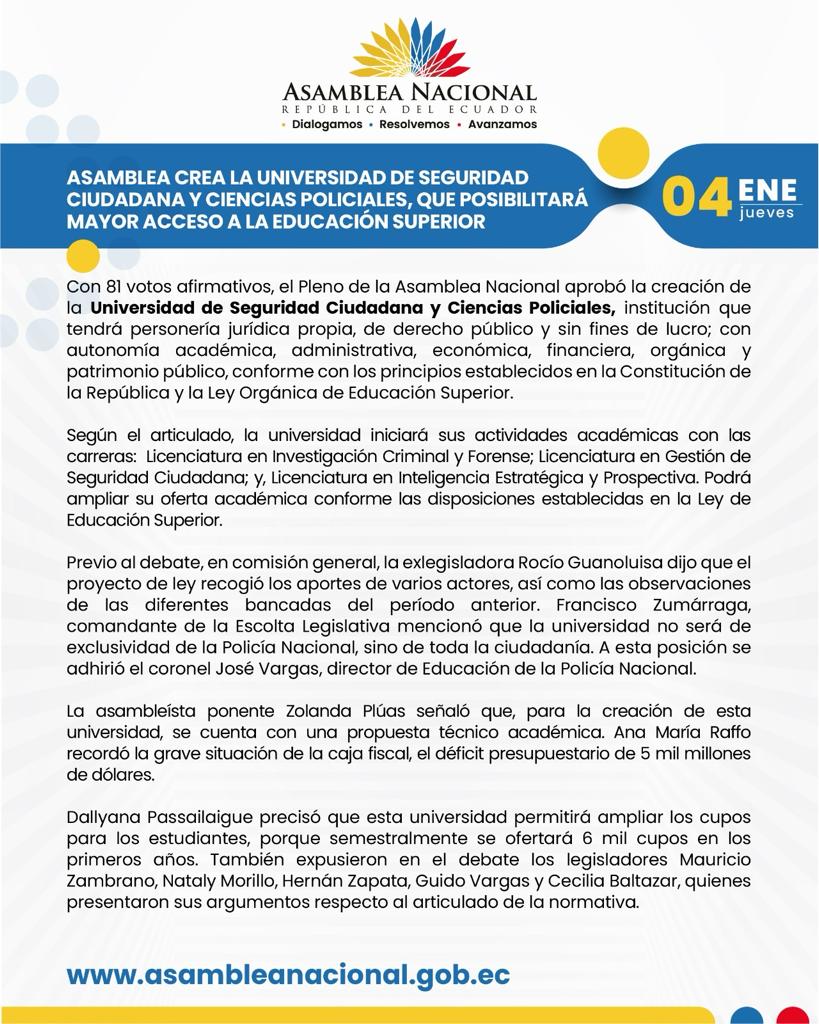 ASAMBLEA NACIONAL
REPÚBLICA DEL ECUADOR
• Dialogamos • Resolvemos • Avanzamos
ASAMBLEA CREA LA UNIVERSIDAD DE SEGURIDAD
CIUDADANA Y CIENCIAS POLICIALES, QUE POSIBILITARÁ
MAYOR ACCESO A LA EDUCACIÓN SUPERIOR
04 ENE
jueves
Con 81 votos afirmativos, el Pleno de la Asamblea Nacional aprobó la creación de
la Universidad de Seguridad Ciudadana y Ciencias Policiales, institución que
tendrá personería jurídica propia, de derecho público y sin fines de lucro; con
autonomía académica, administrativa, económica, financiera, orgánica y
patrimonio público, conforme con los principios establecidos en la Constitución de
la República y la Ley Orgánica de Educación Superior.
Según el articulado, la universidad iniciará sus actividades académicas con las
carreras: Licenciatura en Investigación Criminal y Forense; Licenciatura en Gestión de
Seguridad Ciudadana; y, Licenciatura en Inteligencia Estratégica y Prospectiva. Podrá
ampliar su oferta académica conforme las disposiciones establecidas en la Ley de
Educación Superior.
Previo al debate, en comisión general, la exlegisladora Rocío Guanoluisa dijo que el
proyecto de ley recogió los aportes de varios actores, así como las observaciones
de las diferentes bancadas del período anterior. Francisco Zumárraga,
comandante de la Escolta Legislativa mencionó que la universidad no será de
exclusividad de la Policía Nacional, sino de toda la ciudadanía. A esta posición se
adhirió el coronel José Vargas, director de Educación de la Policía Nacional.
La asambleísta ponente Zolanda Plúas señaló que, para la creación de esta
universidad, se cuenta con una propuesta técnico académica. Ana María Raffo
recordó la grave situación de la caja fiscal, el déficit presupuestario de 5 mil millones
de dólares.
Dallyana Passailaigue precisó que esta universidad permitirá ampliar los cupos
para los estudiantes, porque semestralmente se ofertará 6 mil cupos en los
primeros años. También expusieron en el debate los legisladores Mauricio
Zambrano, Nataly Morillo, Hernán Zapata, Guido Vargas y Cecilia Baltazar, quienes
presentaron sus argumentos respecto al articulado de la normativa.
www.asambleanacional.gob.ec